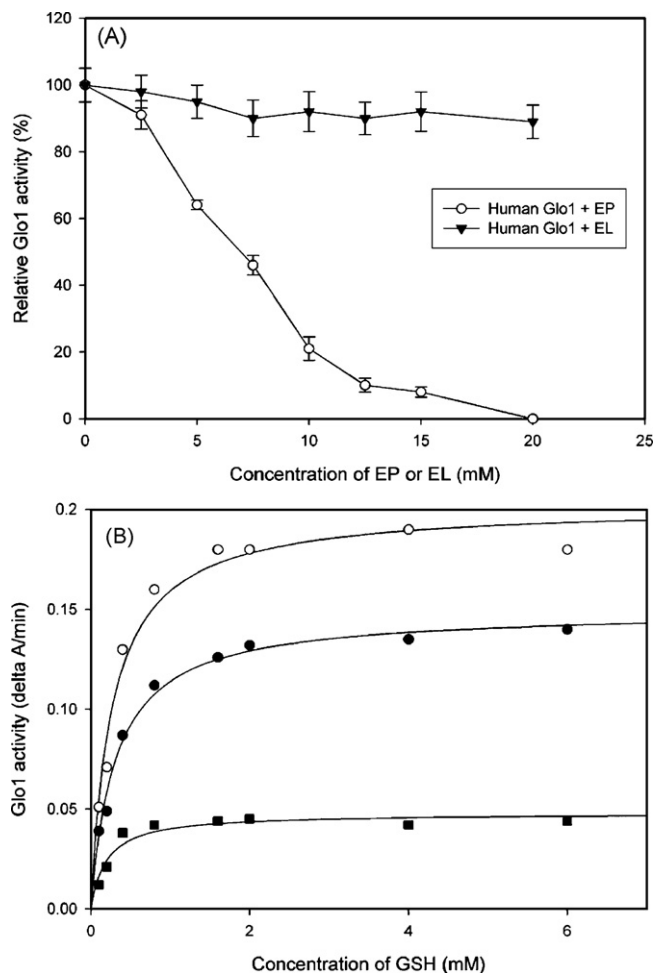 (A)
Relative Glo1 activity (%)
120
100
80
60
40
20
0
Human Glo1 + EP
Human Glo1 + EL
0 5 10 15 20 25
Concentration of EP or EL (mM)
(B)
Glo1 activity (delta A/min)
0.2
0.15
0.10
0.05
0.00
0 2 4 6
Concentration of GSH (mM)